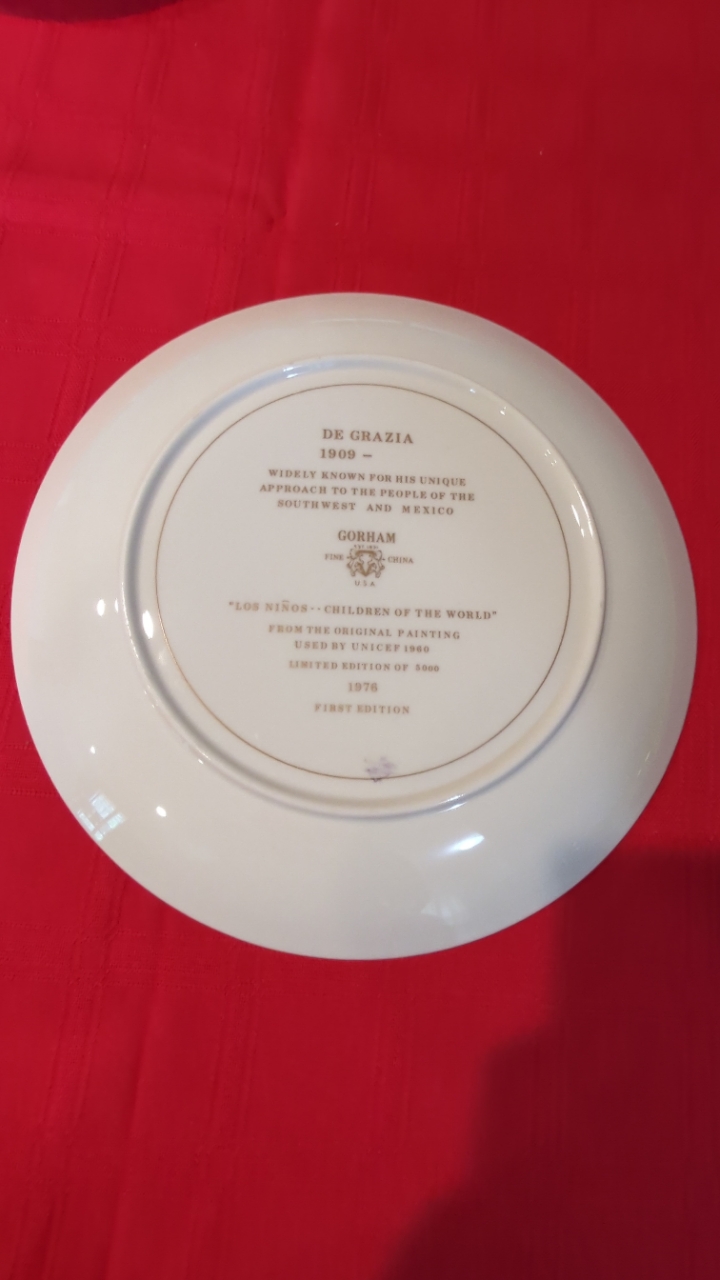 DE GRAZIA
1909 –
WIDELY KNOWN FOR HIS UNIQUE
APPROACH TO THE PEOPLE OF THE
SOUTHWEST AND MEXICO
GORHAM
EST. 1831
FINE CHINA
U.S.A
"LOS NIÑOS--CHILDREN OF THE WORLD"
FROM THE ORIGINAL PAINTING
USED BY UNICEF 1960
LIMITED EDITION OF 5000
1976
FIRST EDITION